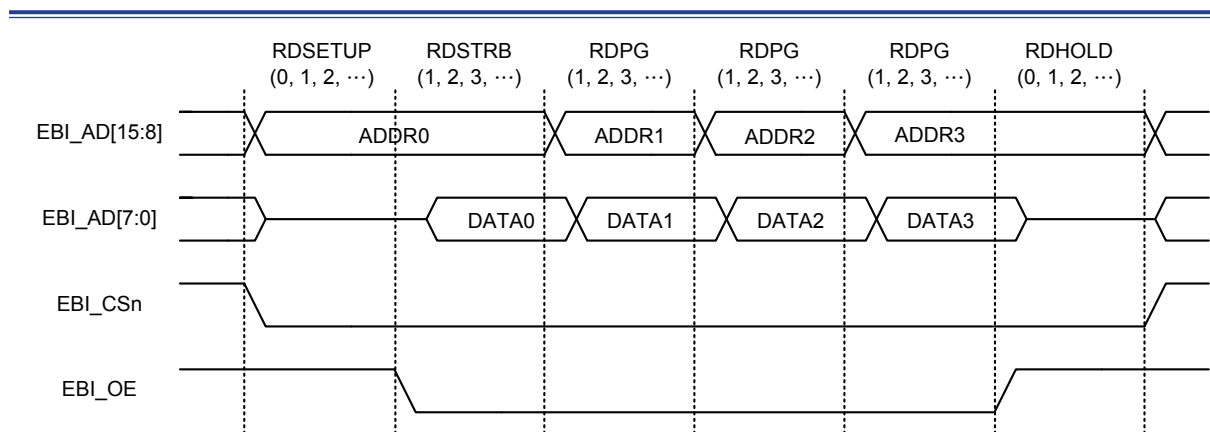 RDSETUP RDSTRB RDPG RDPG RDPG RDHOLD
(0, 1, 2, ⋯) (1, 2, 3, ⋯) (1, 2, 3, ⋯) (1, 2, 3, ⋯) (1, 2, 3, ⋯) (0, 1, 2, ⋯)
EBI_AD[15:8] ADDR0 ADDR1 ADDR2 ADDR3
EBI_AD[7:0] DATA0 DATA1 DATA2 DATA3
EBI_CSn
EBI_OE